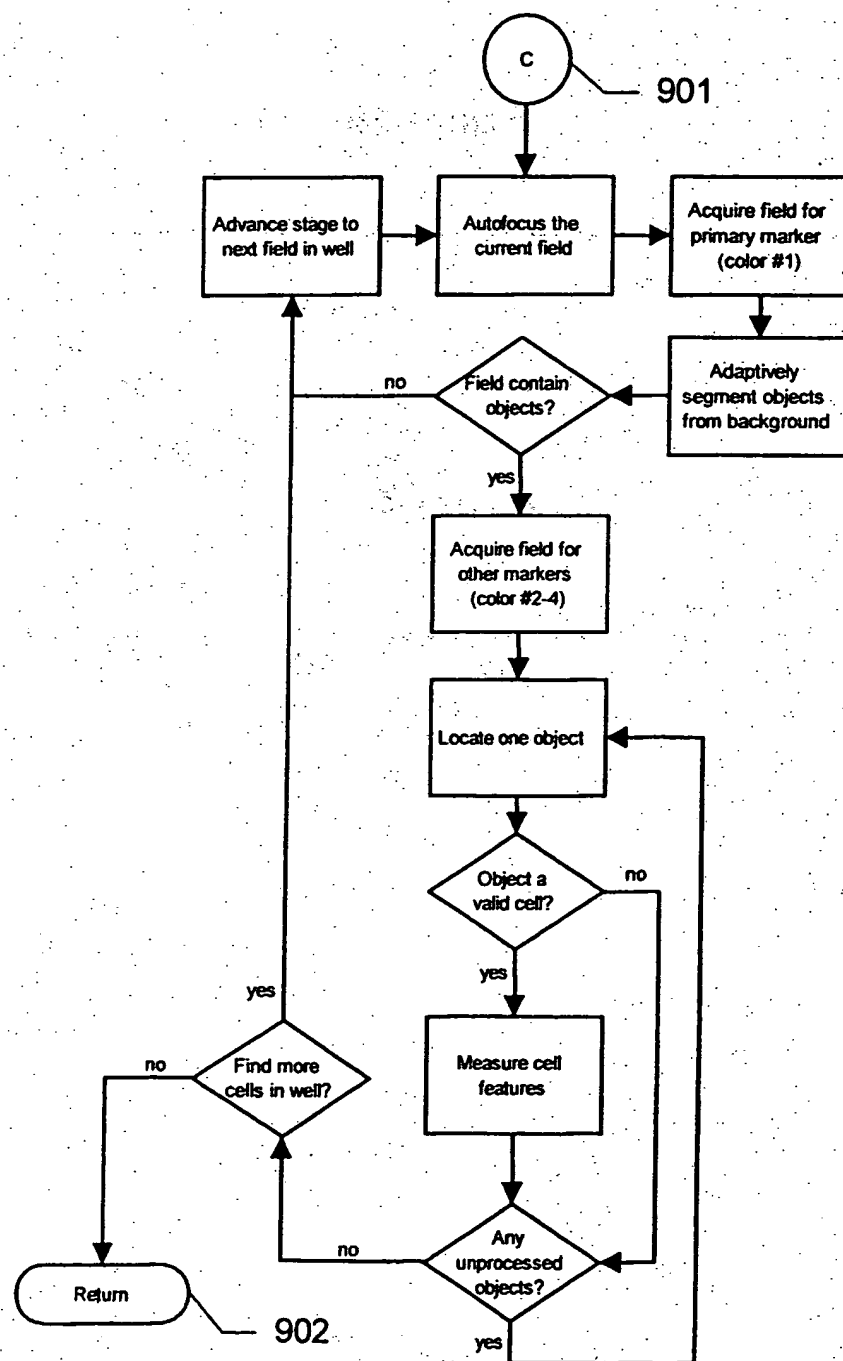 C
901
Advance stage to
next field in well
Autofocus the
current field
Acquire field for
primary marker
(color #1)
Adaptively
segment objects
from background
Field contain
objects?
no
yes
Acquire field for
other markers
(color #2-4)
Locate one object
Object a
valid cell?
no
yes
Measure cell
features
yes
Find more
cells in well?
no
Any
unprocessed
objects?
no
yes
Return
902